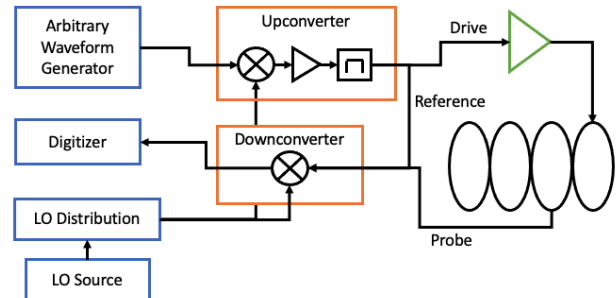 Arbitrary
Waveform
Generator
Upconverter
Drive
Reference
Digitizer
Downconverter
LO Distribution
Probe
LO Source